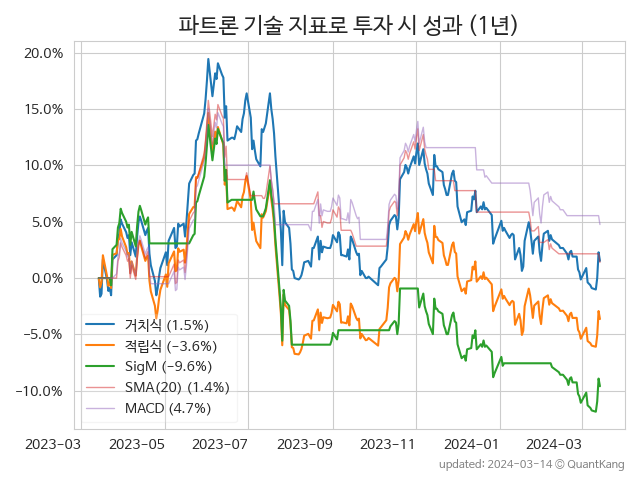 파트론 기술 지표로 투자 시 성과 (1년)
20.0%
15.0%
10.0%
5.0%
0.0%
−5.0%
−10.0%
거치식 (1.5%)
적립식 (−3.6%)
SigM (−9.6%)
SMA(20) (1.4%)
MACD (4.7%)
2023-03 2023-05 2023-07 2023-09 2023-11 2024-01 2024-03
updated: 2024-03-14 © QuantKang